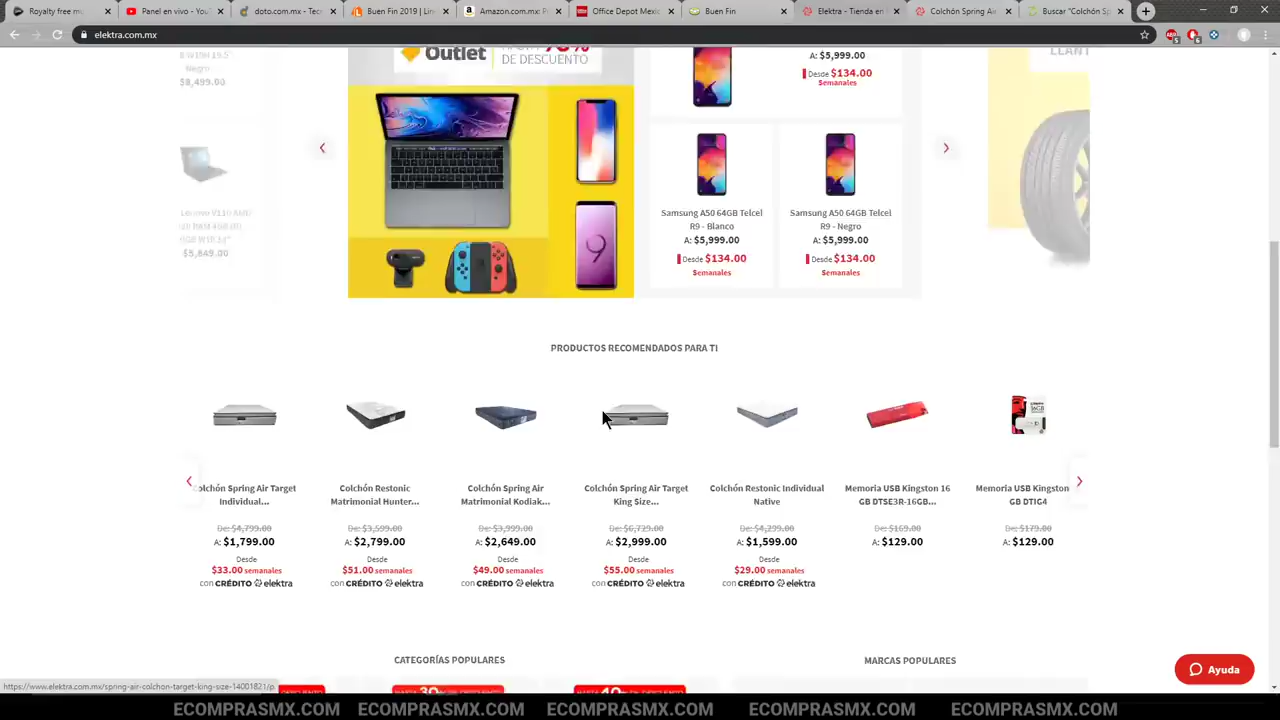 Royalty free m
Panel en vivo - You
doto.com.mx - Tec
Buen Fin 2019 | Lin
Amazon.com.mx: P
Office Depot Mexi
Buen Fin
Elektra - Tienda en
Colchón Spring Air
Buscar "Colchón Sp
elektra.com.mx
Negro
$8,499.00
$5,849.00
Outlet
DE DESCUENTO
A: $5,999.00
Desde $134.00
Semanales
Samsung A50 64GB Telcel
R9 - Blanco
A: $5,999.00
Desde $134.00
Semanales
Samsung A50 64GB Telcel
R9 - Negro
A: $5,999.00
Desde $134.00
Semanales
PRODUCTOS RECOMENDADOS PARA TI
Colchón Spring Air Target
Individual...
De: $4,799.00
A: $1,799.00
Desde
$33.00 semanales
con CRÉDITO elektra
Colchón Restonic
Matrimonial Hunter...
De: $3,599.00
A: $2,799.00
Desde
$51.00 semanales
con CRÉDITO elektra
Colchón Spring Air
Matrimonial Kodiak...
De: $3,999.00
A: $2,649.00
Desde
$49.00 semanales
con CRÉDITO elektra
Colchón Spring Air Target
King Size...
De: $6,729.00
A: $2,999.00
Desde
$55.00 semanales
con CRÉDITO elektra
Colchón Restonic Individual
Native
De: $4,299.00
A: $1,599.00
Desde
$29.00 semanales
con CRÉDITO elektra
Memoria USB Kingston 16
GB DTSE3R-16GB...
De: $169.00
A: $129.00
Memoria USB Kingston
GB DTIG4
De: $179.00
A: $129.00
CATEGORÍAS POPULARES
MARCAS POPULARES
Ayuda
https://www.elektra.com.mx/spring-air-colchon-target-king-size-14001821/p
ECOMPRASMX.COM ECOMPRASMX.COM ECOMPRASMX.COM ECOMPRASMX.COM ECOMPRASMX.COM